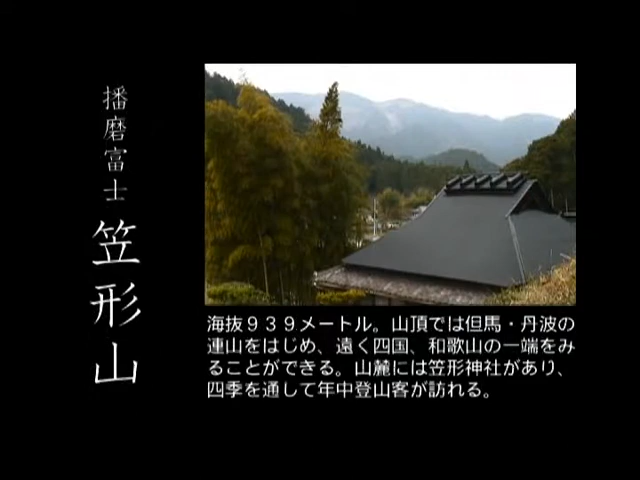 播磨富士 笠形山
海抜９３９メートル。山頂では但馬・丹波の
連山をはじめ、遠く四国、和歌山の一端をみ
ることができる。山麓には笠形神社があり、
四季を通して年中登山客が訪れる。